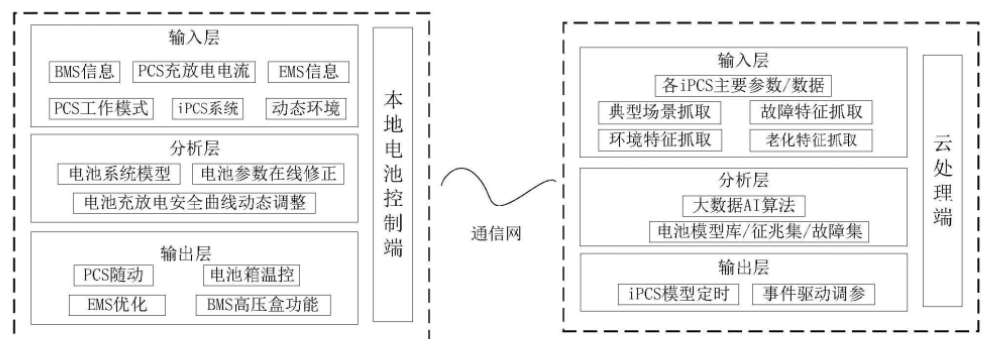 输入层
BMS信息 PCS充放电电流 EMS信息
PCS工作模式 iPCS系统 动态环境
分析层
电池系统模型 电池参数在线修正
电池充放电安全曲线动态调整
输出层
PCS随动 电池箱温控
EMS优化 BMS高压盒功能
本地电池控制端
通信网
输入层
各iPCS主要参数/数据
典型场景抓取 故障特征抓取
环境特征抓取 老化特征抓取
分析层
大数据AI算法
电池模型库/征兆集/故障集
输出层
iPCS模型定时 事件驱动调参
云处理端